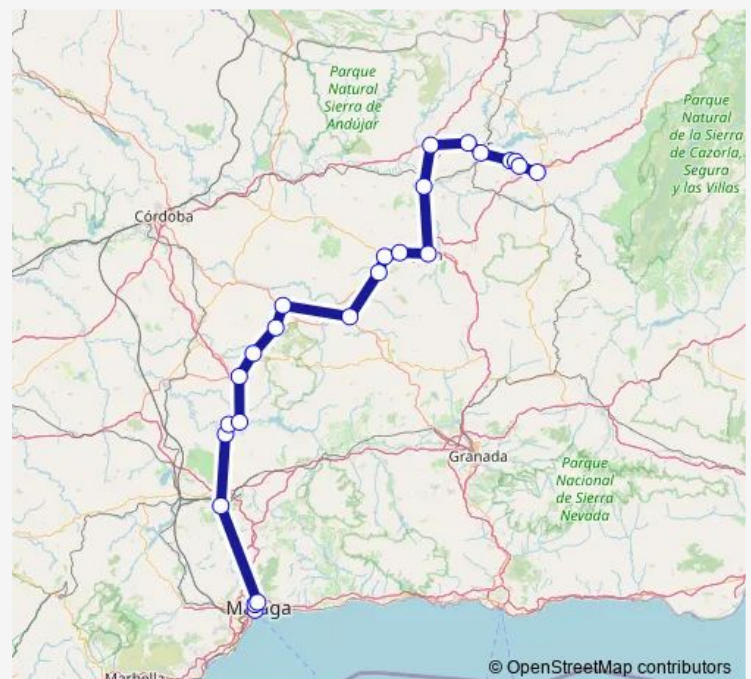 Parque
Natural
Sierra de
Andújar
Parque
Natural
de la Sierra
de Cazorla,
Segura
y las Villas
Córdoba
Granada
Parque
Nacional
de Sierra
Nevada
Marbella
© OpenStreetMap contributors